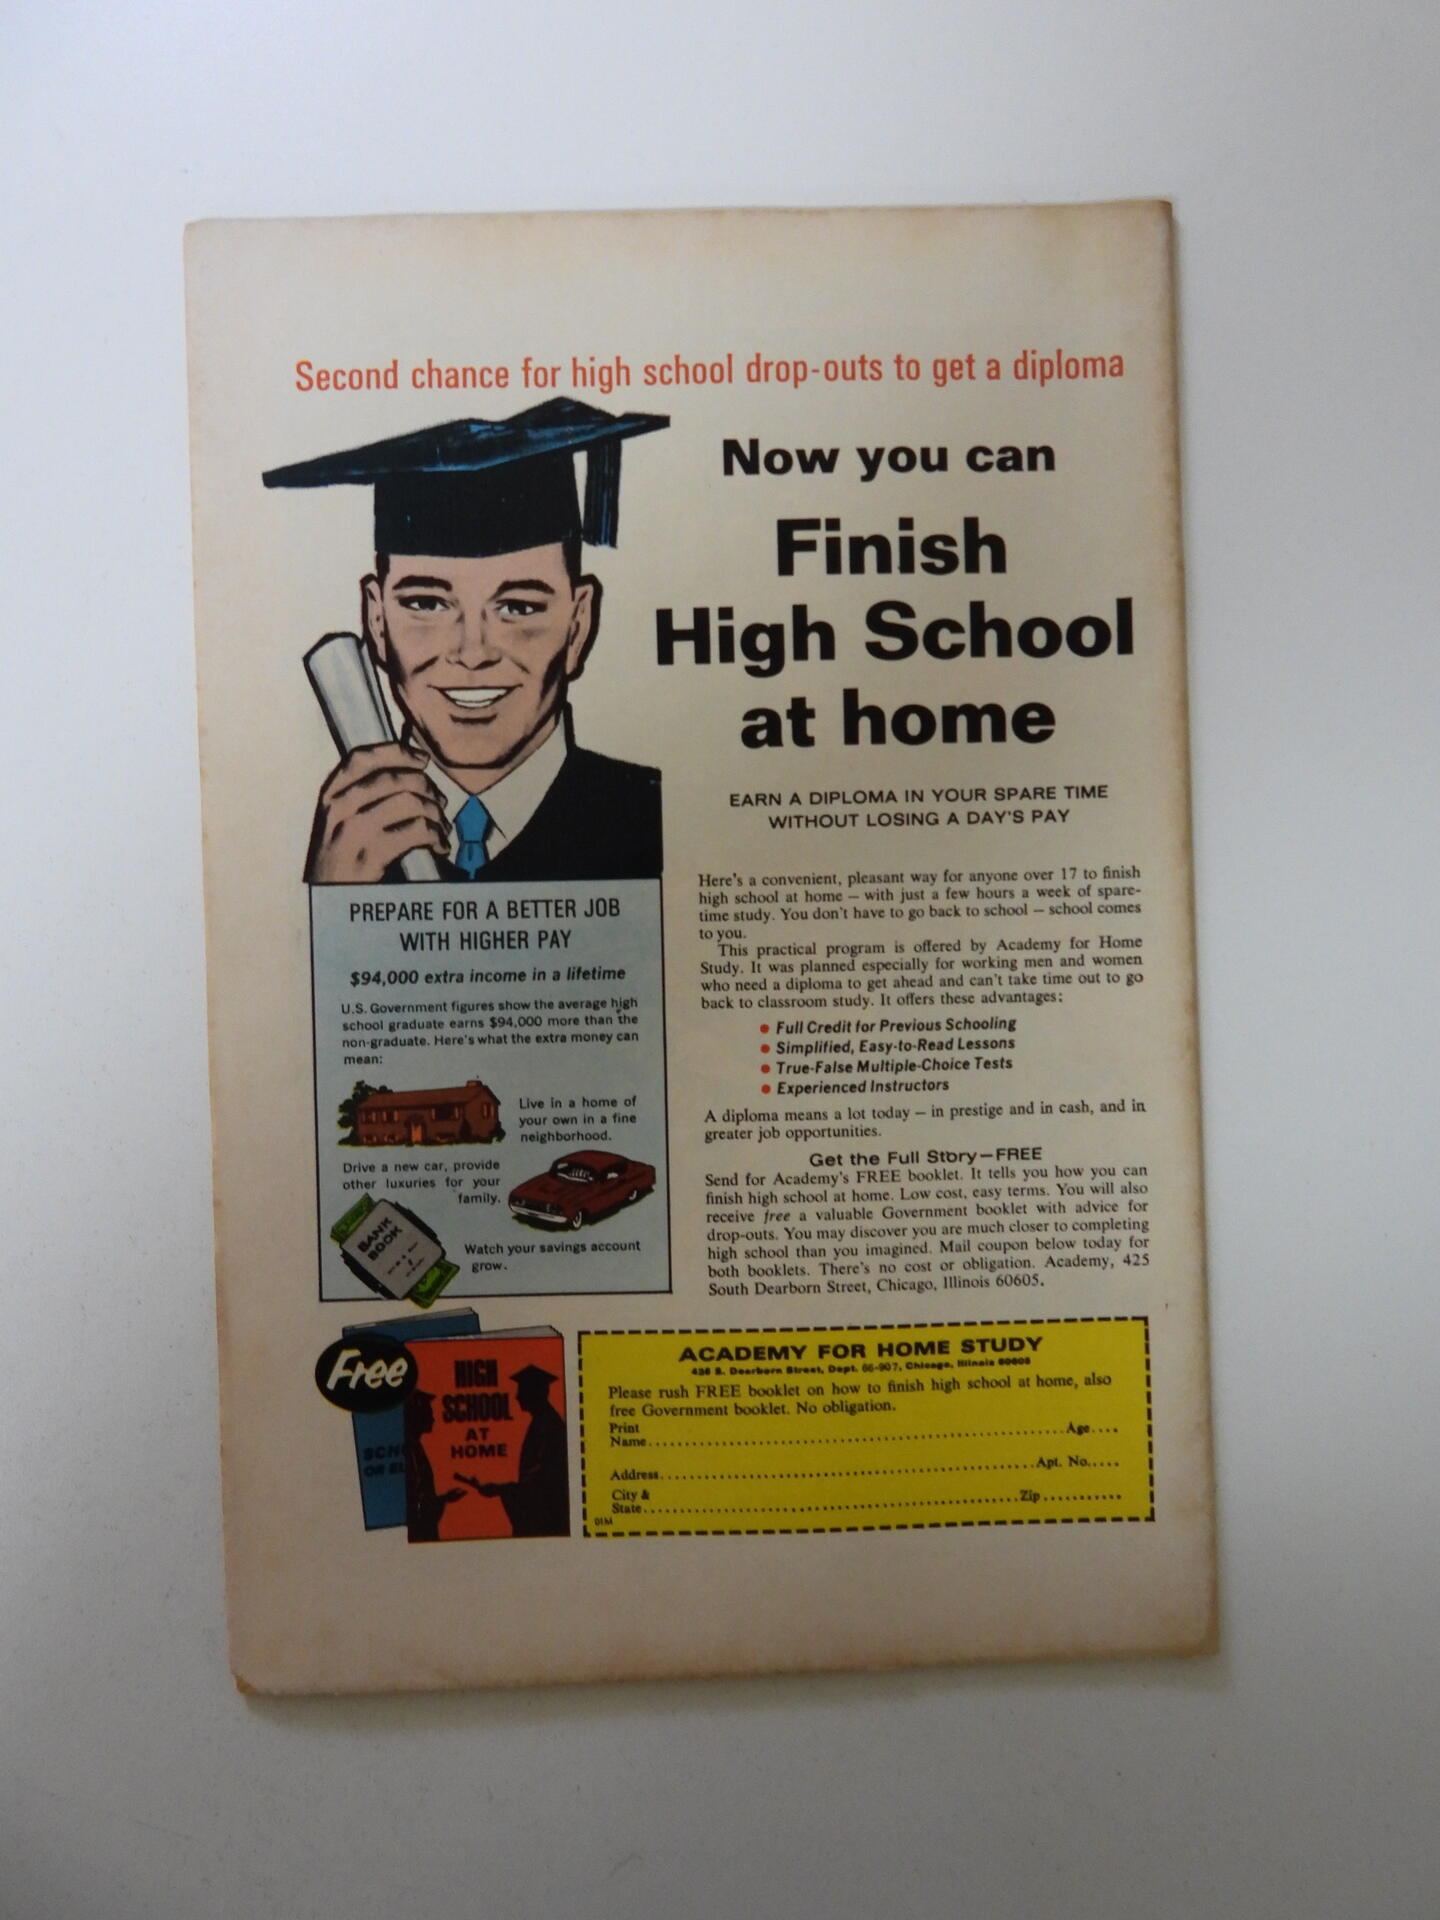 Second chance for high school drop-outs to get a diploma
Now you can
Finish
High School
at home
EARN A DIPLOMA IN YOUR SPARE TIME
WITHOUT LOSING A DAY'S PAY
Here's a convenient, pleasant way for anyone over 17 to finish
high school at home — with just a few hours a week of spare-
time study. You don't have to go back to school — school comes
to you.
This practical program is offered by Academy for Home
Study. It was planned especially for working men and women
who need a diploma to get ahead and can't take time out to go
back to classroom study. It offers these advantages:
● Full Credit for Previous Schooling
● Simplified, Easy-to-Read Lessons
● True-False Multiple-Choice Tests
● Experienced Instructors
A diploma means a lot today — in prestige and in cash, and in
greater job opportunities.
Get the Full Story—FREE
Send for Academy's FREE booklet. It tells you how you can
finish high school at home. Low cost, easy terms. You will also
receive free a valuable Government booklet with advice for
drop-outs. You may discover you are much closer to completing
high school than you imagined. Mail coupon below today for
both booklets. There's no cost or obligation. Academy, 425
South Dearborn Street, Chicago, Illinois 60605.
PREPARE FOR A BETTER JOB
WITH HIGHER PAY
$94,000 extra income in a lifetime
U.S. Government figures show the average high
school graduate earns $94,000 more than the
non-graduate. Here's what the extra money can
mean:
Live in a home of
your own in a fine
neighborhood.
Drive a new car, provide
other luxuries for your
family.
BANK
BOOK
Watch your savings account
grow.
Free
HIGH
SCHOOL
AT
HOME
SCH
OR EL
ACADEMY FOR HOME STUDY
S. Dearborn Street, Dept. 66-907, Chicago, Illinois
Please rush FREE booklet on how to finish high school at home, also
free Government booklet. No obligation.
Print
Name Age
Address Apt. No.
City &
State Zip
01M